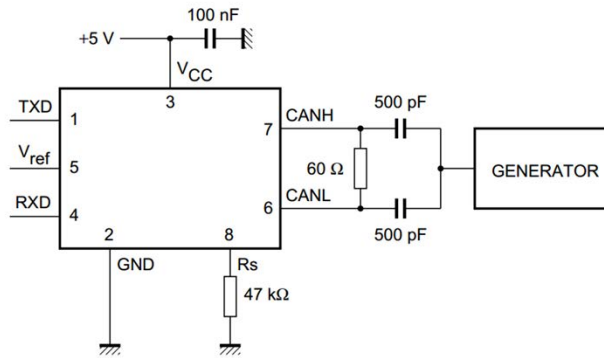 100 nF
+5 V
VCC
3
TXD
1
Vref
5
RXD
4
2
GND
8
Rs
47 kΩ
7
CANH
60 Ω
6
CANL
500 pF
500 pF
GENERATOR